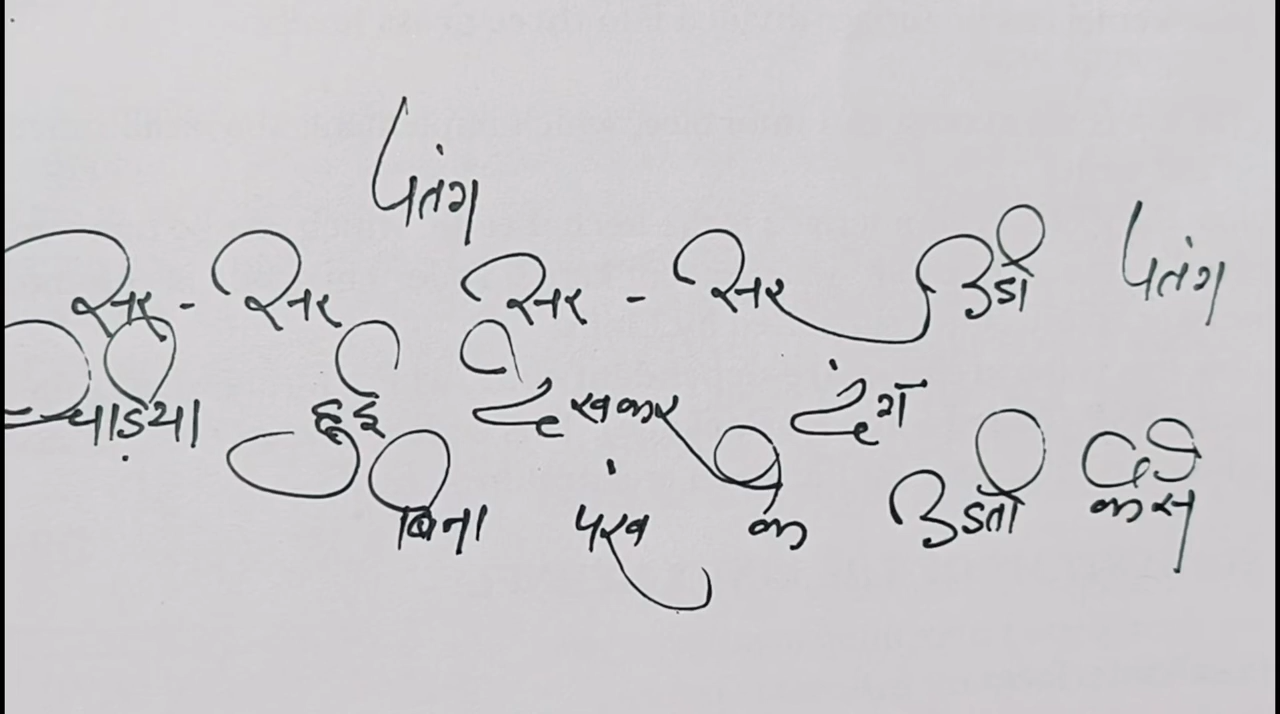 पतंग
सर-सर सर-सर उड़ी पतंग
चिड़िया हुई देखकर दंग
बिना पंख के उड़ती कैसे